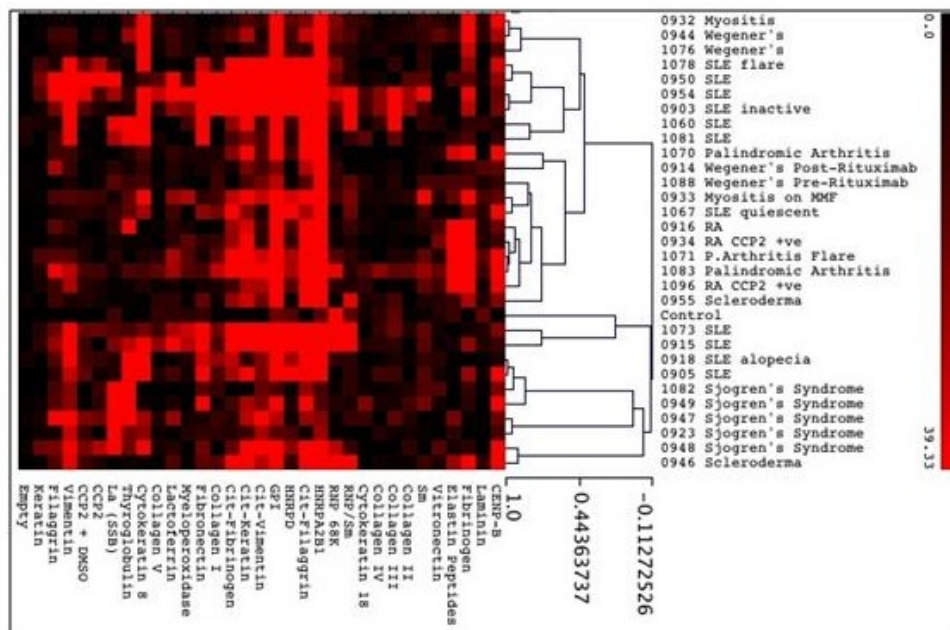 0932 Myositis
0944 Wegener's
1076 Wegener's
1078 SLE flare
0950 SLE
0954 SLE
0903 SLE inactive
1060 SLE
1081 SLE
1070 Palindromic Arthritis
0914 Wegener's Post-Rituximab
1088 Wegener's Pre-Rituximab
0933 Myositis on MMF
1067 SLE quiescent
0916 RA
0934 RA CCP2 +ve
1071 P.Arthritis Flare
1083 Palindromic Arthritis
1096 RA CCP2 +ve
0955 Scleroderma
Control
1073 SLE
0915 SLE
0918 SLE alopecia
0905 SLE
1082 Sjogren's Syndrome
0949 Sjogren's Syndrome
0947 Sjogren's Syndrome
0923 Sjogren's Syndrome
0948 Sjogren's Syndrome
0946 Scleroderma
0.0
39.33
-0.1172526
0.44363737
1.0
CENP-B
Laminin
Fibrinogen
Elastin Peptides
Vitronectin
Sm
Collagen II
Collagen III
Collagen IV
Cytokeratin 18
RNP/Sm
RNP 68K
HNRPA2B1
Cit-Filaggrin
HNRPD
GPI
Cit-Vimentin
Cit-Keratin
Cit-Fibrinogen
Collagen I
Fibronectin
Myeloperoxidase
Lactoferrin
Collagen V
Cytokeratin 8
Thyroglobulin
La (SSB)
CCP2
CCP2 + DMSO
Vimentin
Filaggrin
Keratin
Empty